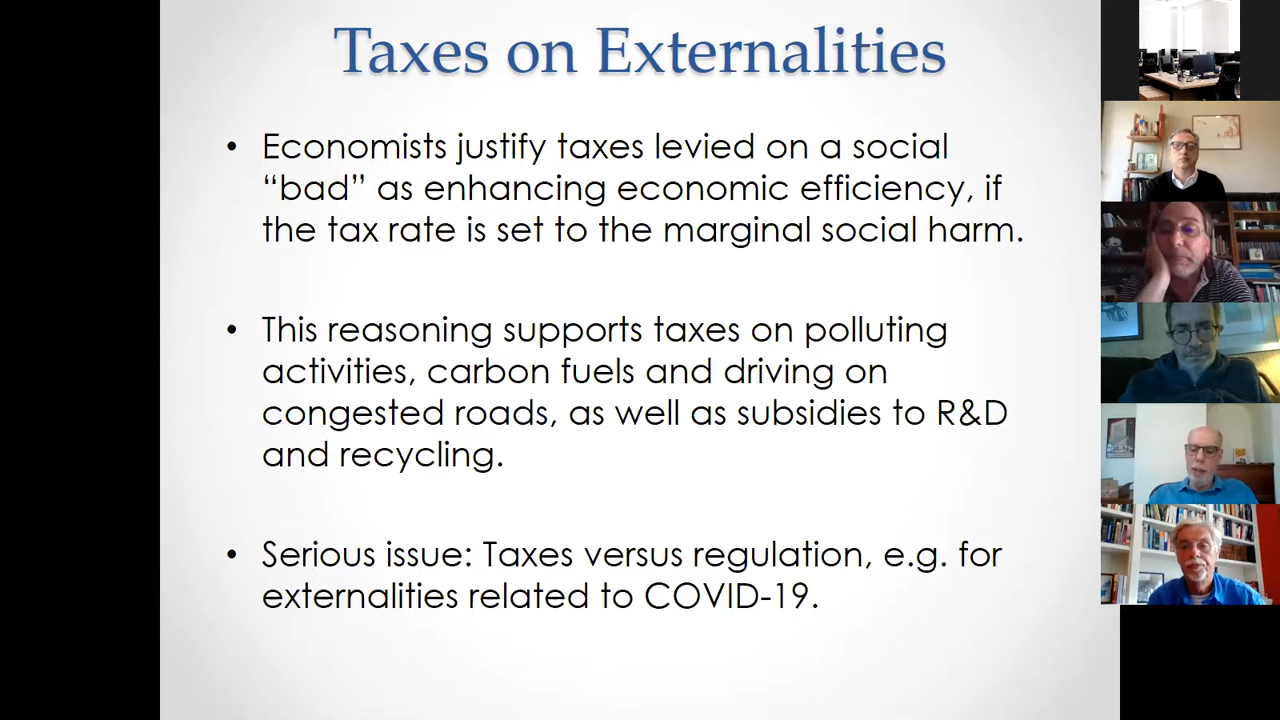 Taxes on Externalities
• Economists justify taxes levied on a social
“bad” as enhancing economic efficiency, if
the tax rate is set to the marginal social harm.
• This reasoning supports taxes on polluting
activities, carbon fuels and driving on
congested roads, as well as subsidies to R&D
and recycling.
• Serious issue: Taxes versus regulation, e.g. for
externalities related to COVID-19.